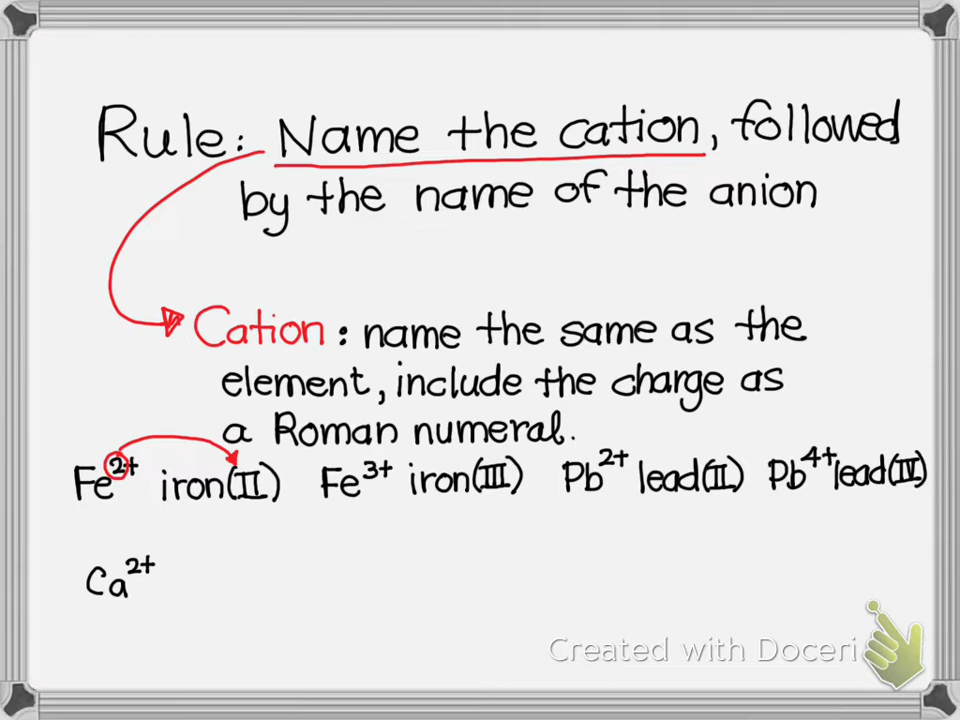 Rule: Name the cation, followed
by the name of the anion
Cation: name the same as the
element, include the charge as
a Roman numeral.
Fe²⁺ iron(II) Fe³⁺ iron(III) Pb²⁺ lead(II) Pb⁴⁺ lead(IV)
Ca²⁺
Created with Doceri